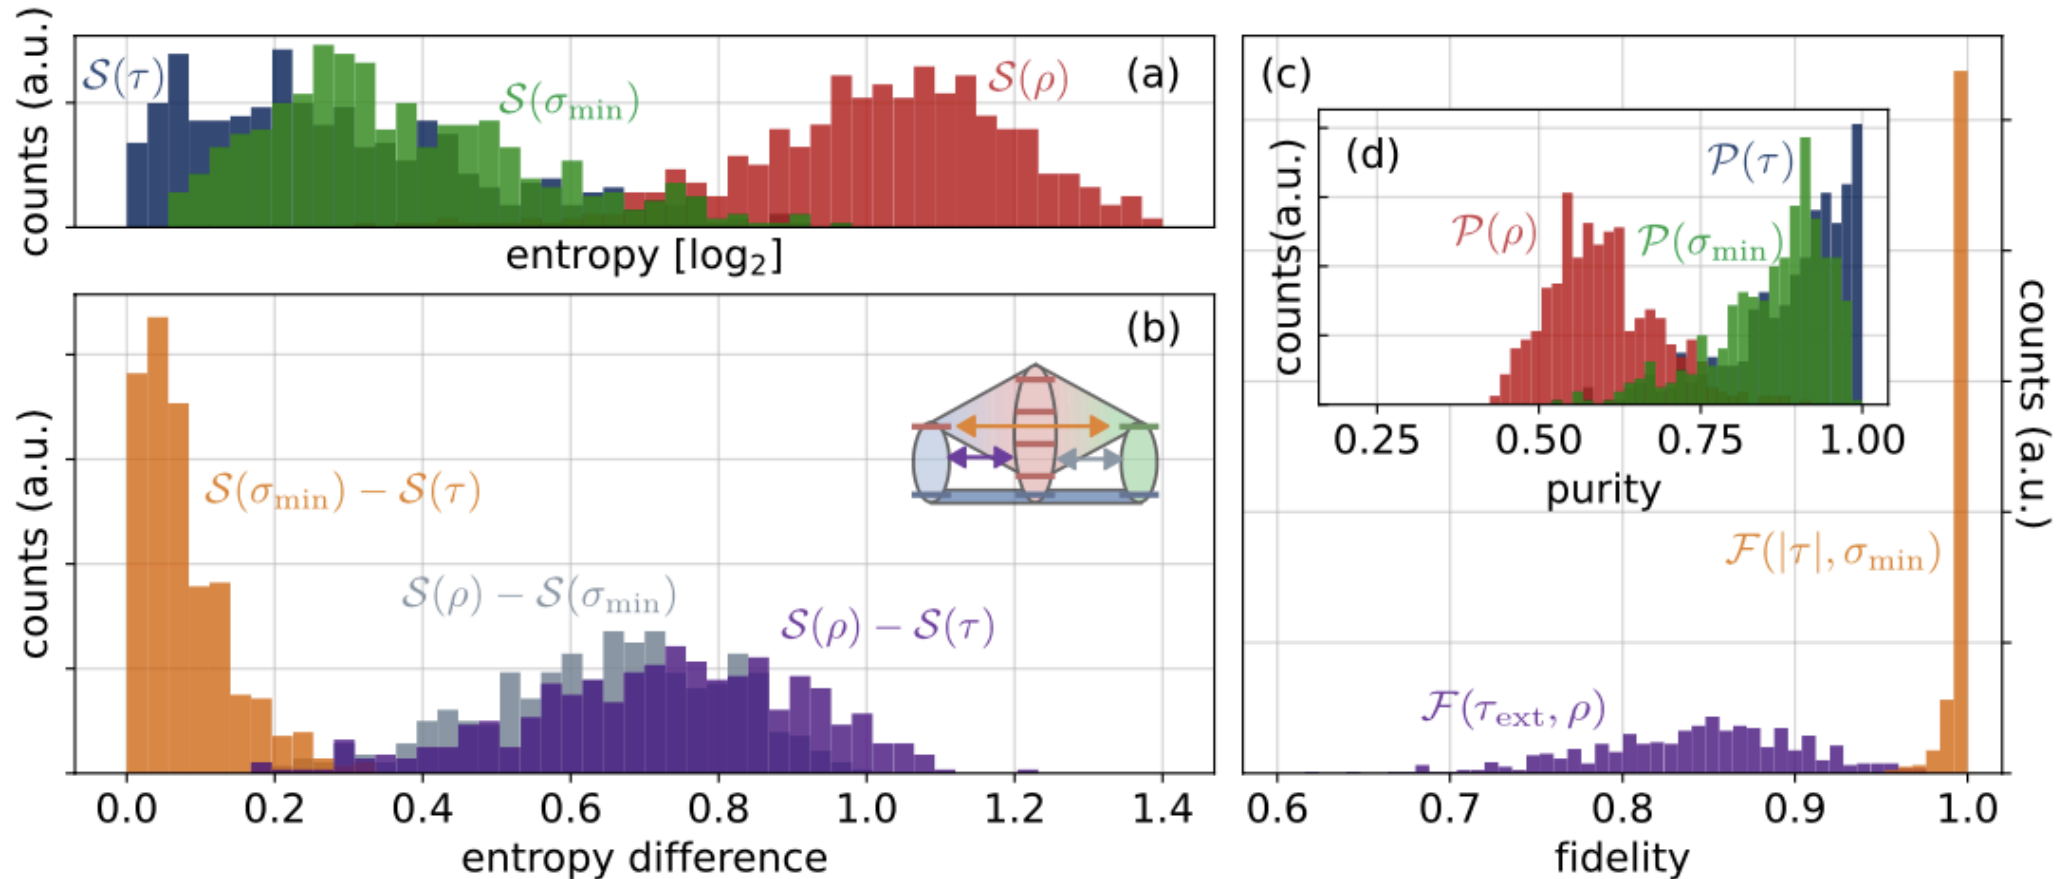 counts (a.u.)
S(τ)
S(σ_min)
S(ρ)
(a)
entropy [log₂]
counts (a.u.)
(b)
S(σ_min) − S(τ)
S(ρ) − S(σ_min)
S(ρ) − S(τ)
0.0 0.2 0.4 0.6 0.8 1.0 1.2 1.4
entropy difference
(c)
counts(a.u.)
(d)
P(τ)
P(ρ)
P(σ_min)
0.25 0.50 0.75 1.00
purity
F(|τ|, σ_min)
F(τ_ext, ρ)
counts (a.u.)
0.6 0.7 0.8 0.9 1.0
fidelity